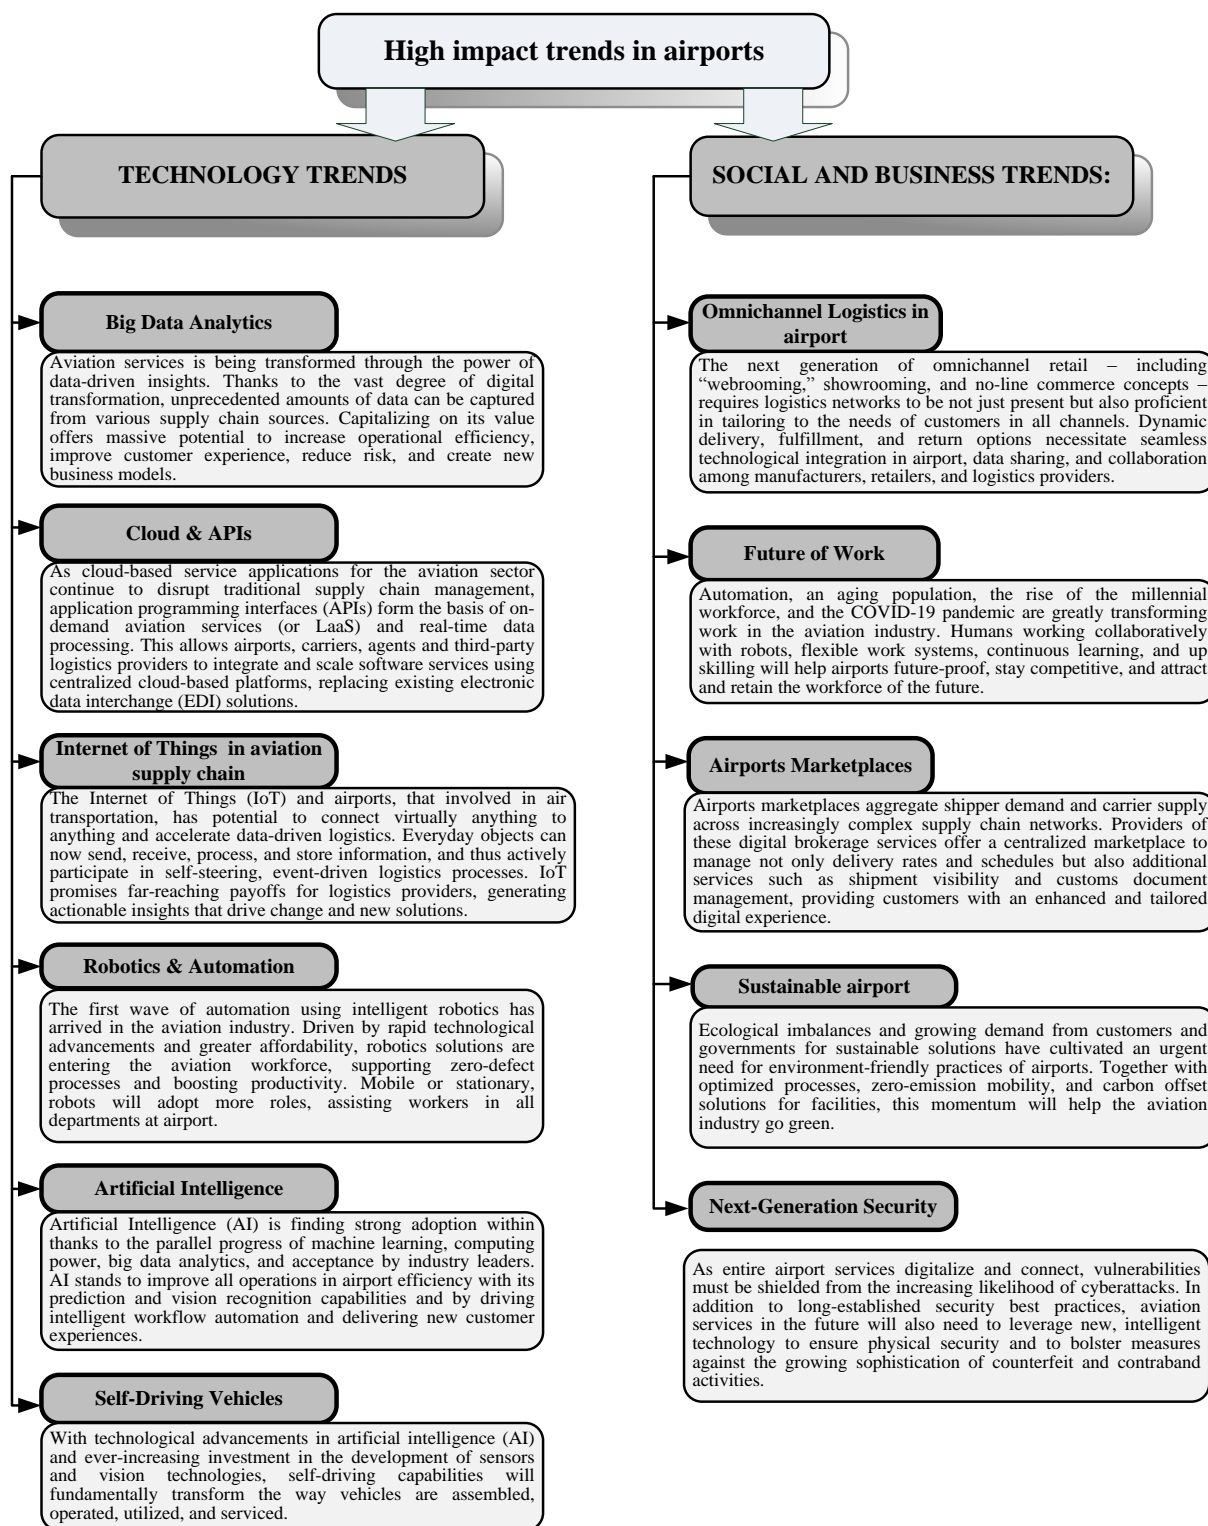 High impact trends in airports
TECHNOLOGY TRENDS
Big Data Analytics
Aviation services is being transformed through the power of
data-driven insights. Thanks to the vast degree of digital
transformation, unprecedented amounts of data can be captured
from various supply chain sources. Capitalizing on its value
offers massive potential to increase operational efficiency,
improve customer experience, reduce risk, and create new
business models.
Cloud & APIs
As cloud-based service applications for the aviation sector
continue to disrupt traditional supply chain management,
application programming interfaces (APIs) form the basis of on-
demand aviation services (or LaaS) and real-time data
processing. This allows airports, carriers, agents and third-party
logistics providers to integrate and scale software services using
centralized cloud-based platforms, replacing existing electronic
data interchange (EDI) solutions.
Internet of Things in aviation
supply chain
The Internet of Things (IoT) and airports, that involved in air
transportation, has potential to connect virtually anything to
anything and accelerate data-driven logistics. Everyday objects can
now send, receive, process, and store information, and thus actively
participate in self-steering, event-driven logistics processes. IoT
promises far-reaching payoffs for logistics providers, generating
actionable insights that drive change and new solutions.
Robotics & Automation
The first wave of automation using intelligent robotics has
arrived in the aviation industry. Driven by rapid technological
advancements and greater affordability, robotics solutions are
entering the aviation workforce, supporting zero-defect
processes and boosting productivity. Mobile or stationary,
robots will adopt more roles, assisting workers in all
departments at airport.
Artificial Intelligence
Artificial Intelligence (AI) is finding strong adoption within
thanks to the parallel progress of machine learning, computing
power, big data analytics, and acceptance by industry leaders.
AI stands to improve all operations in airport efficiency with its
prediction and vision recognition capabilities and by driving
intelligent workflow automation and delivering new customer
experiences.
Self-Driving Vehicles
With technological advancements in artificial intelligence (AI)
and ever-increasing investment in the development of sensors
and vision technologies, self-driving capabilities will
fundamentally transform the way vehicles are assembled,
operated, utilized, and serviced.
SOCIAL AND BUSINESS TRENDS:
Omnichannel Logistics in
airport
The next generation of omnichannel retail – including
“webrooming,” showrooming, and no-line commerce concepts –
requires logistics networks to be not just present but also proficient
in tailoring to the needs of customers in all channels. Dynamic
delivery, fulfillment, and return options necessitate seamless
technological integration in airport, data sharing, and collaboration
among manufacturers, retailers, and logistics providers.
Future of Work
Automation, an aging population, the rise of the millennial
workforce, and the COVID-19 pandemic are greatly transforming
work in the aviation industry. Humans working collaboratively
with robots, flexible work systems, continuous learning, and up
skilling will help airports future-proof, stay competitive, and attract
and retain the workforce of the future.
Airports Marketplaces
Airports marketplaces aggregate shipper demand and carrier supply
across increasingly complex supply chain networks. Providers of
these digital brokerage services offer a centralized marketplace to
manage not only delivery rates and schedules but also additional
services such as shipment visibility and customs document
management, providing customers with an enhanced and tailored
digital experience.
Sustainable airport
Ecological imbalances and growing demand from customers and
governments for sustainable solutions have cultivated an urgent
need for environment-friendly practices of airports. Together with
optimized processes, zero-emission mobility, and carbon offset
solutions for facilities, this momentum will help the aviation
industry go green.
Next-Generation Security
As entire airport services digitalize and connect, vulnerabilities
must be shielded from the increasing likelihood of cyberattacks. In
addition to long-established security best practices, aviation
services in the future will also need to leverage new, intelligent
technology to ensure physical security and to bolster measures
against the growing sophistication of counterfeit and contraband
activities.